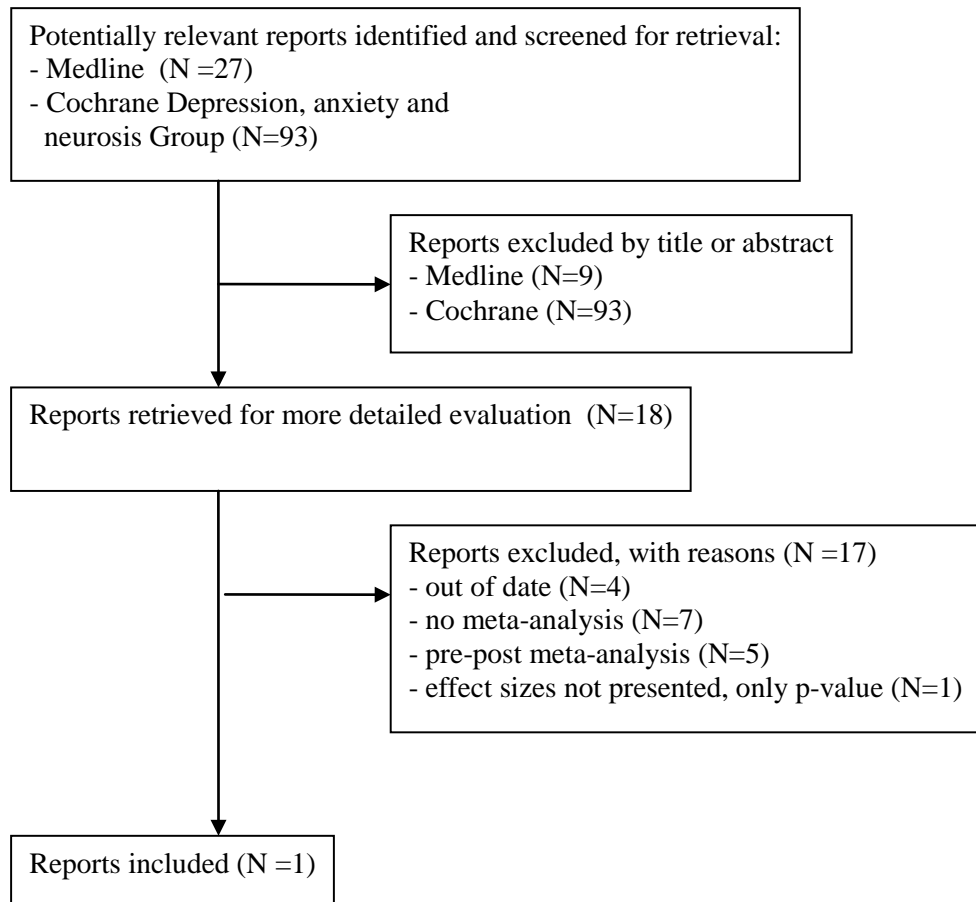 Potentially relevant reports identified and screened for retrieval:
- Medline (N =27)
- Cochrane Depression, anxiety and
neurosis Group (N=93)
Reports excluded by title or abstract
- Medline (N=9)
- Cochrane (N=93)
Reports retrieved for more detailed evaluation (N=18)
Reports excluded, with reasons (N =17)
- out of date (N=4)
- no meta-analysis (N=7)
- pre-post meta-analysis (N=5)
- effect sizes not presented, only p-value (N=1)
Reports included (N =1)